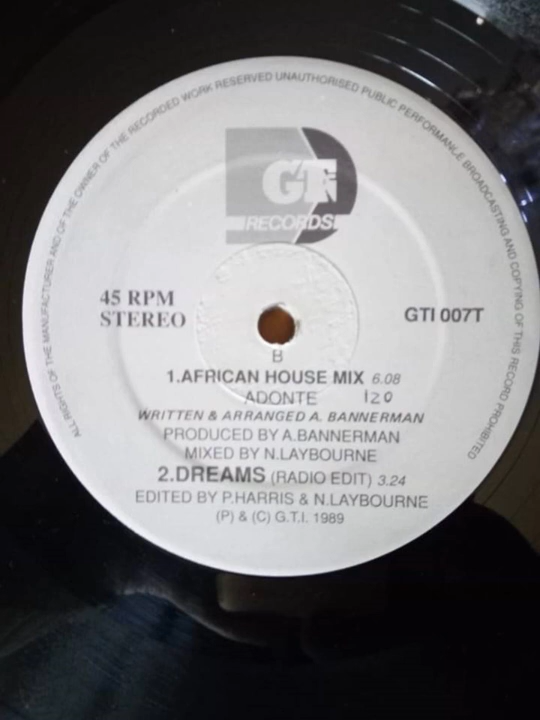 ALL RIGHTS OF THE MANUFACTURER AND OF THE OWNER OF THE RECORDED WORK RESERVED UNAUTHORISED PUBLIC PERFORMANCE BROADCASTING AND COPYING OF THIS RECORD PROHIBITED
GTI
RECORDS
45 RPM
STEREO
GTI 007T
B
1.AFRICAN HOUSE MIX 6.08
ADONTE 120
WRITTEN & ARRANGED A. BANNERMAN
PRODUCED BY A.BANNERMAN
MIXED BY N.LAYBOURNE
2.DREAMS (RADIO EDIT) 3.24
EDITED BY P.HARRIS & N.LAYBOURNE
(P) & (C) G.T.I. 1989